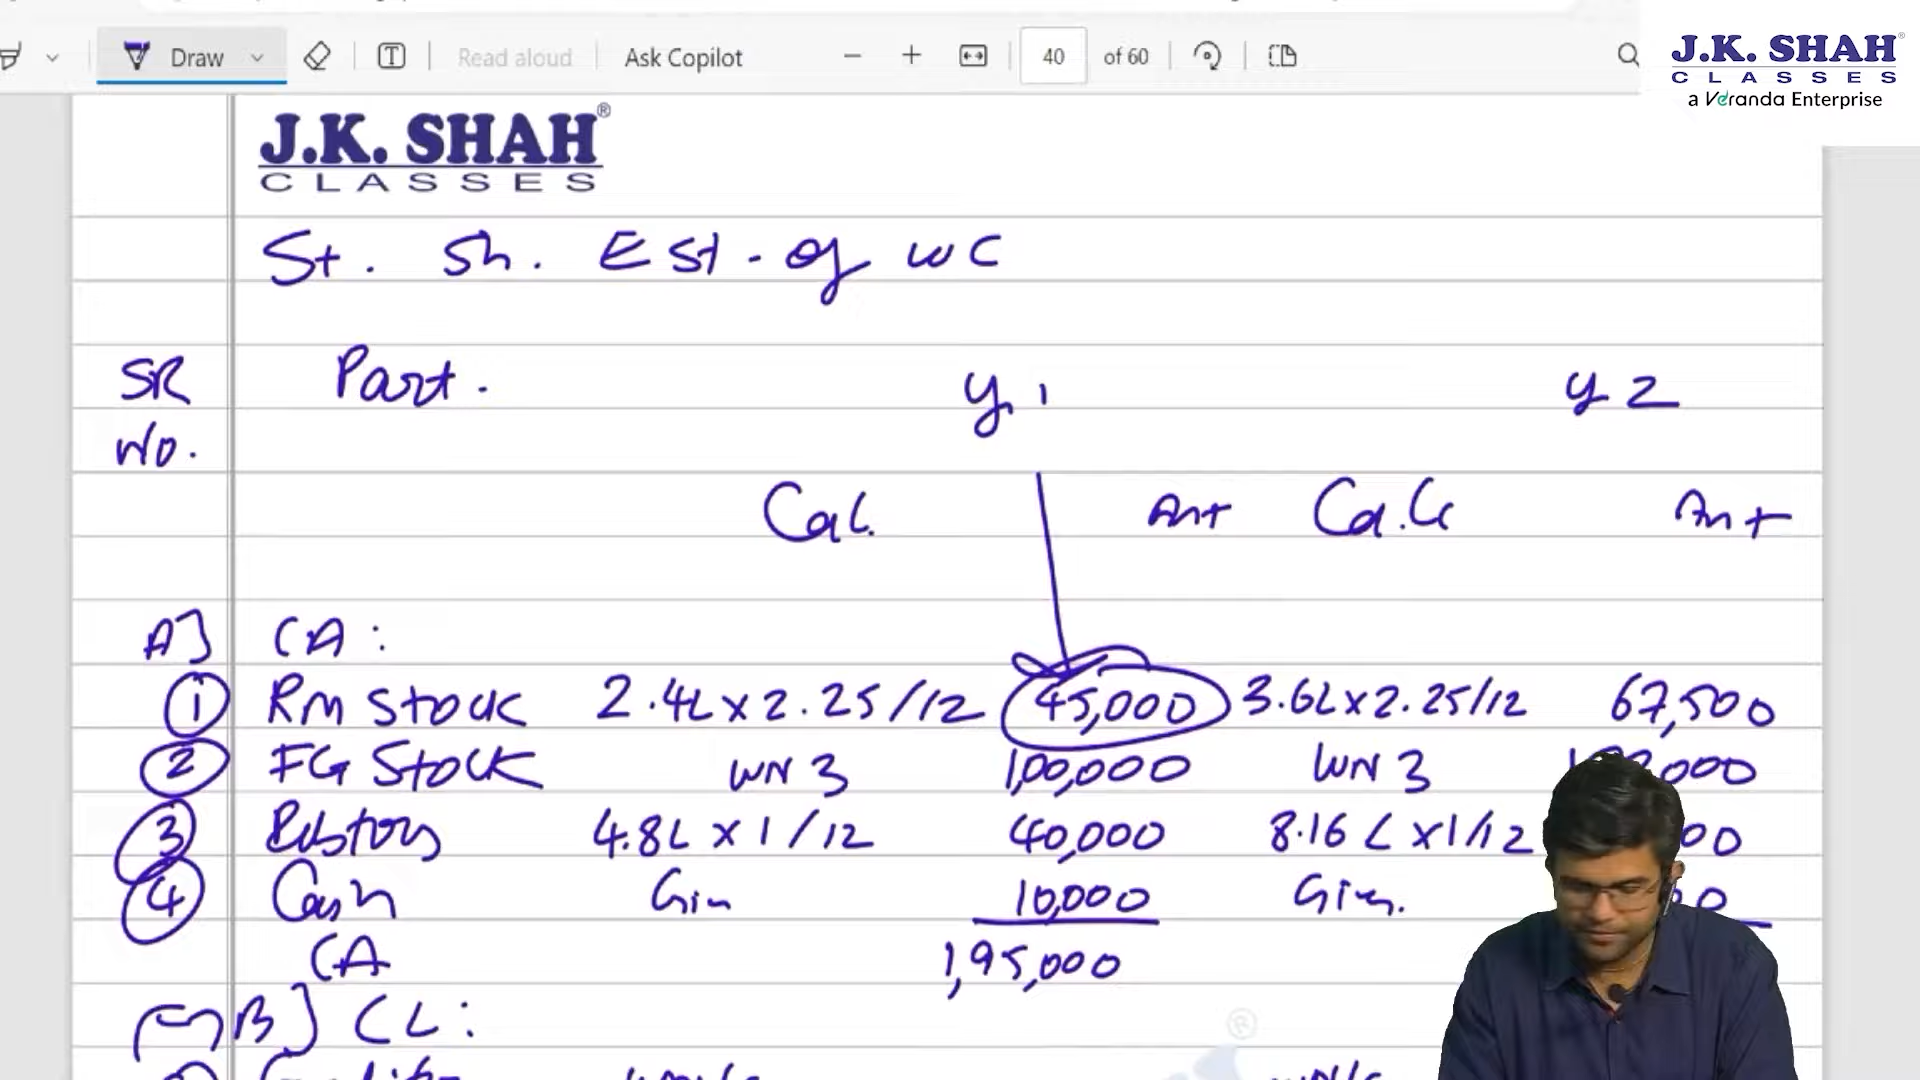 Draw
Read aloud
Ask Copilot
40 of 60
J.K. SHAH®
CLASSES
a Veranda Enterprise
J.K. SHAH®
CLASSES
St. Sh. Est. of WC
SR No. Part. Y1 Y2
Cal. Amt Calc Amt
A] CA:
1 RM Stock 2.4L x 2.25/12 45,000 3.6L x 2.25/12 67,500
2 FG Stock WN 3 1,00,000 WN 3 000
3 Debtors 4.8L x 1/12 40,000 8.16L x 1/12 00
4 Cash Given 10,000 Given. 0
CA 1,95,000
B] CL:
®